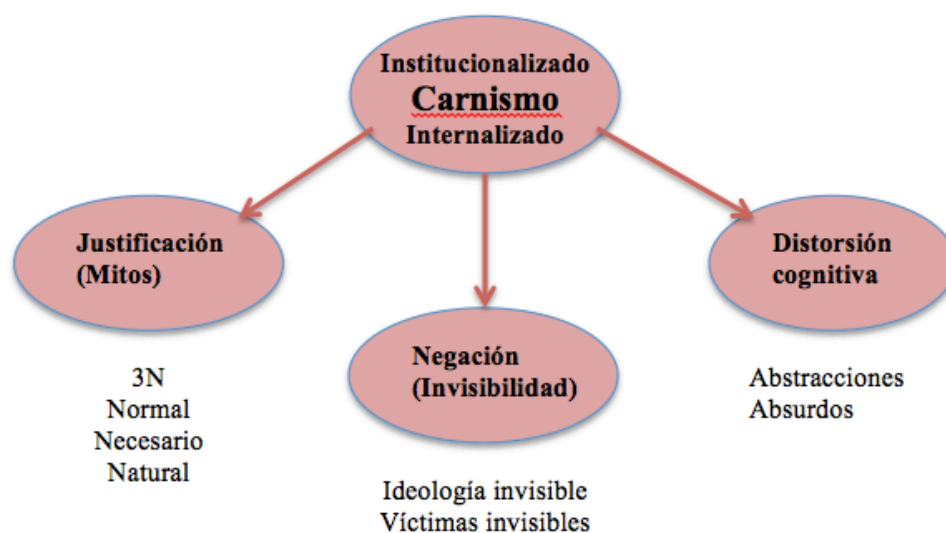 Institucionalizado
Carnismo
Internalizado
Justificación
(Mitos)
3N
Normal
Necesario
Natural
Negación
(Invisibilidad)
Ideología invisible
Víctimas invisibles
Distorsión
cognitiva
Abstracciones
Absurdos